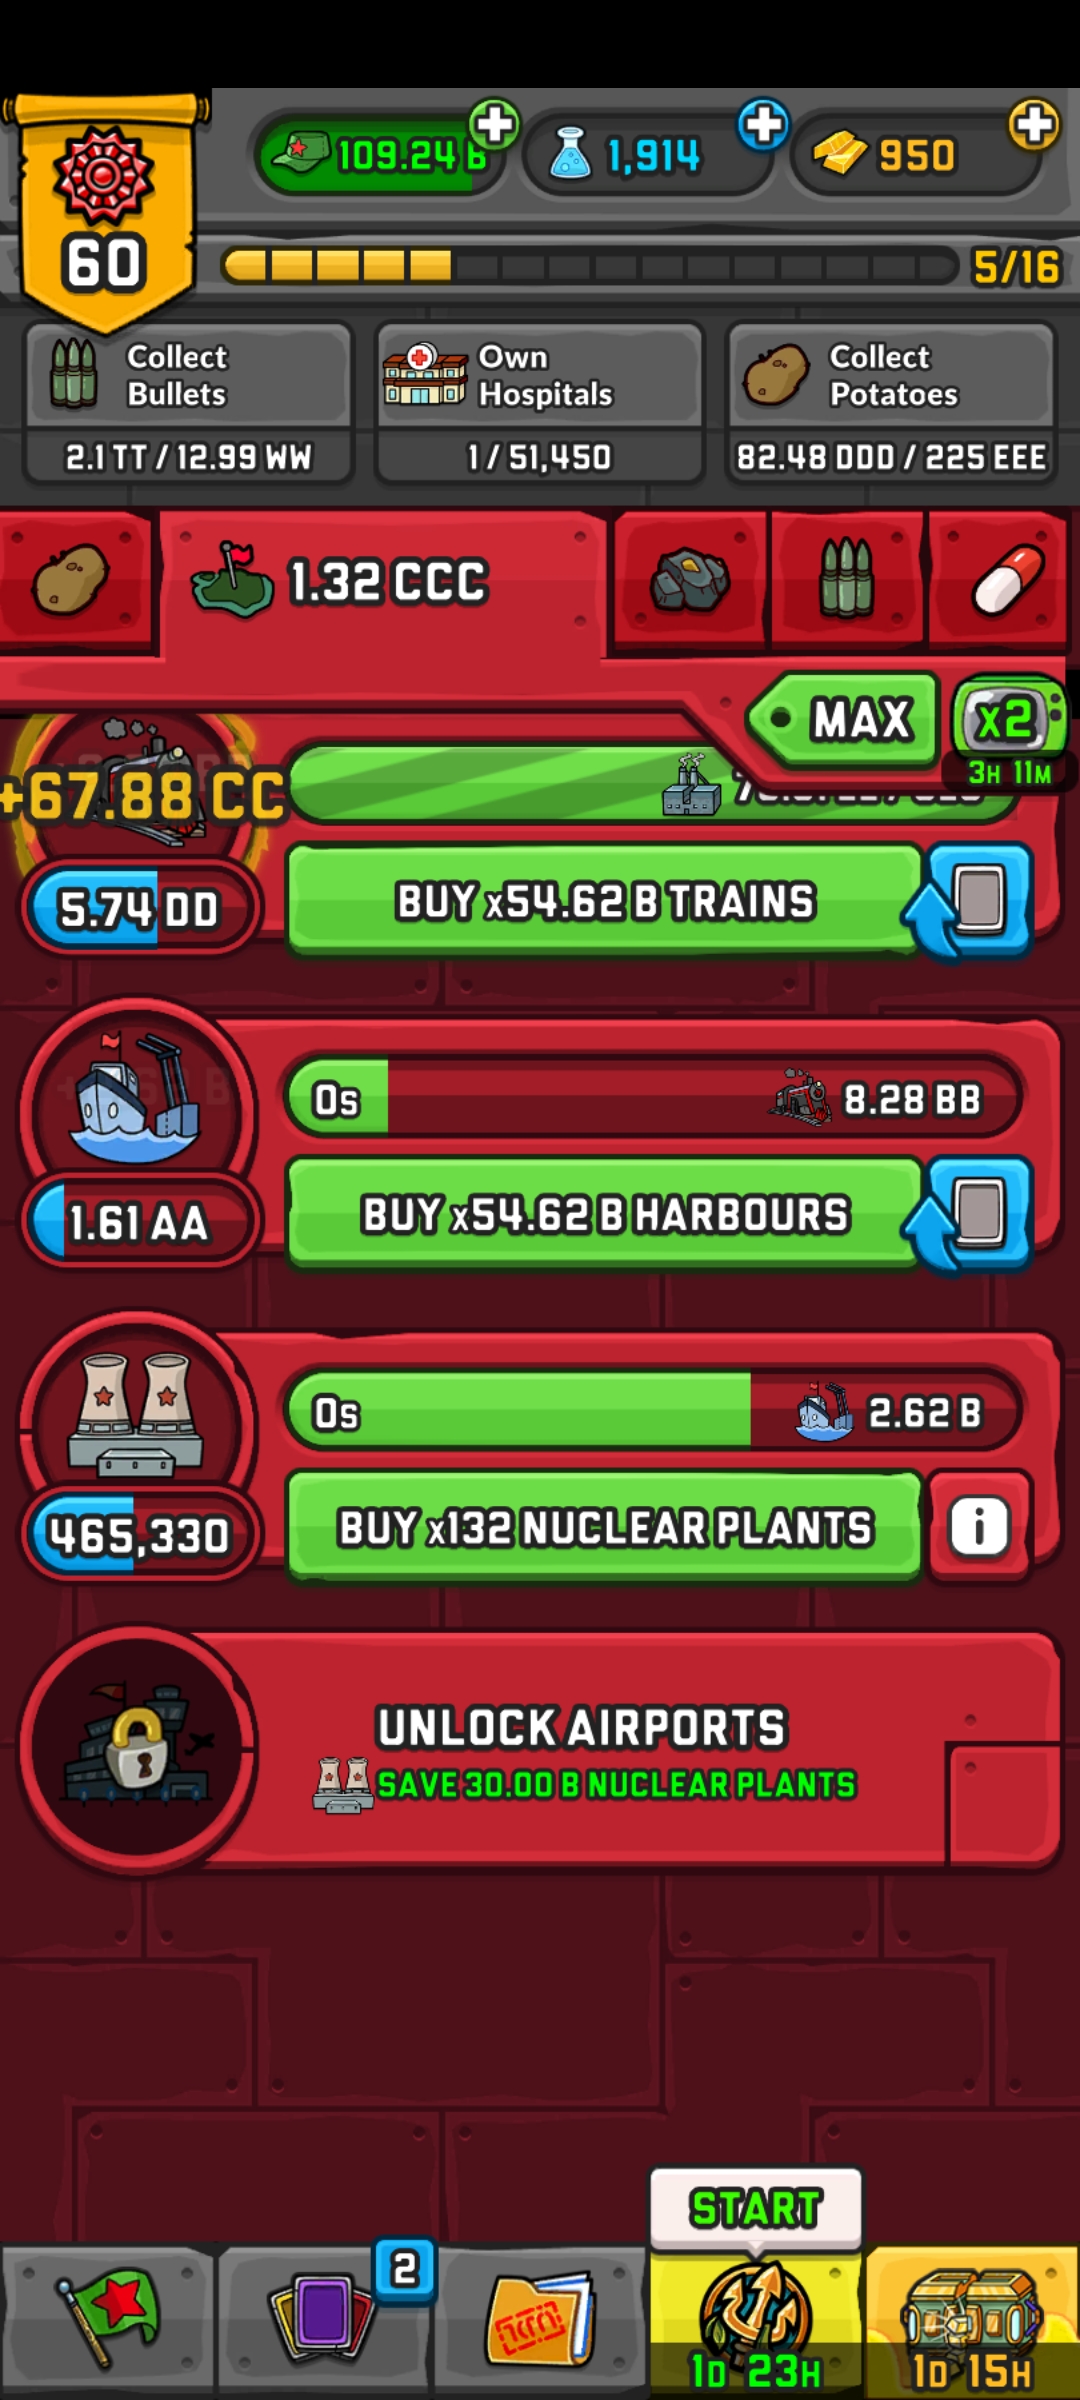 109.24 B
1,914
950
60
5/16
Collect
Bullets
2.1 TT / 12.99 WW
Own
Hospitals
1 / 51,450
Collect
Potatoes
82.48 DDD / 225 EEE
1.32 CCC
MAX
x2
3H 11M
+67.88 CC
5.74 DD
BUY x54.62 B TRAINS
0s
8.28 BB
1.61 AA
BUY x54.62 B HARBOURS
0s
2.62 B
465,330
BUY x132 NUCLEAR PLANTS
i
UNLOCK AIRPORTS
SAVE 30.00 B NUCLEAR PLANTS
START
2
1D 23H
1D 15H